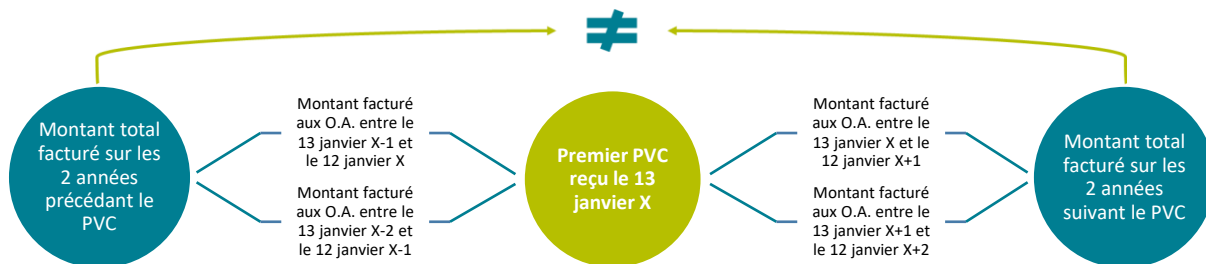 ≠
Montant total
facturé sur les
2 années
précédant le
PVC
Montant facturé
aux O.A. entre le
13 janvier X-1 et
le 12 janvier X
Montant facturé
aux O.A. entre le
13 janvier X-2 et
le 12 janvier X-1
Premier PVC
reçu le 13
janvier X
Montant facturé
aux O.A. entre le
13 janvier X et le
12 janvier X+1
Montant facturé
aux O.A. entre le
13 janvier X+1 et
le 12 janvier X+2
Montant total
facturé sur les
2 années
suivant le PVC